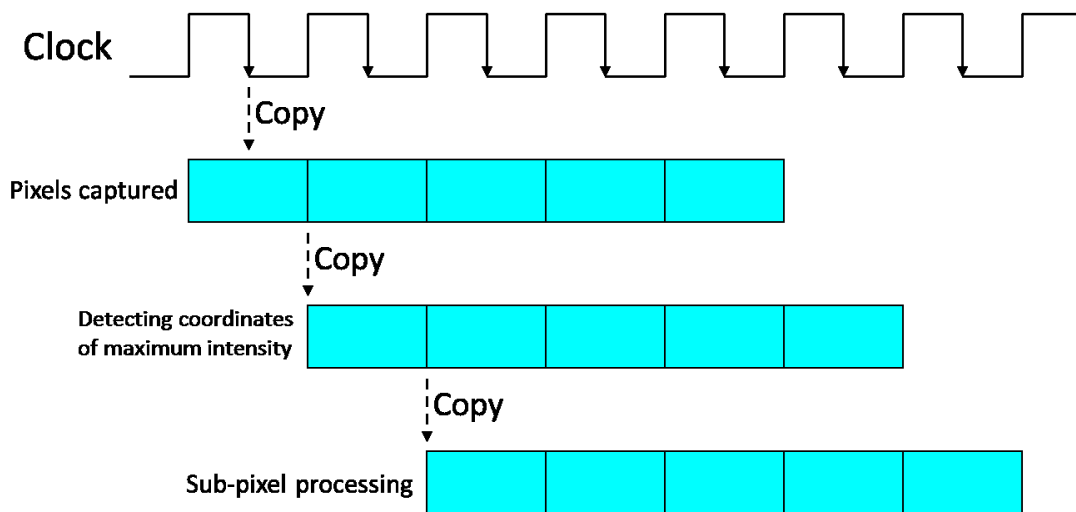 Clock
Copy
Pixels captured
Copy
Detecting coordinates
of maximum intensity
Copy
Sub-pixel processing